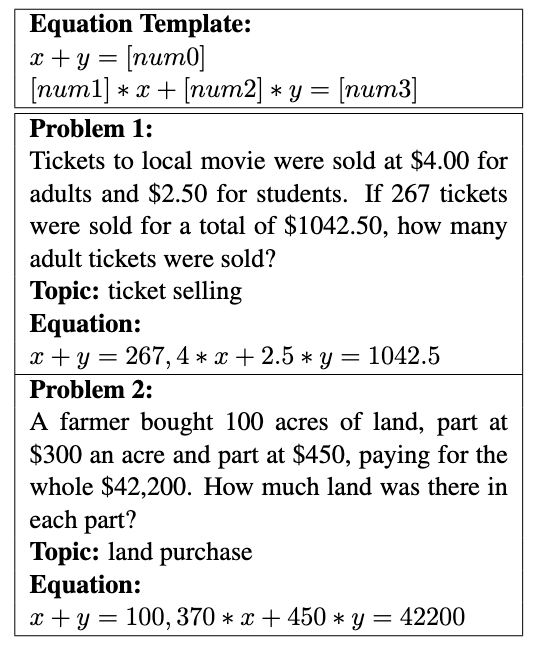 Equation Template:
x + y = [num0]
[num1] ∗ x + [num2] ∗ y = [num3]
Problem 1:
Tickets to local movie were sold at $4.00 for
adults and $2.50 for students. If 267 tickets
were sold for a total of $1042.50, how many
adult tickets were sold?
Topic: ticket selling
Equation:
x + y = 267, 4 ∗ x + 2.5 ∗ y = 1042.5
Problem 2:
A farmer bought 100 acres of land, part at
$300 an acre and part at $450, paying for the
whole $42,200. How much land was there in
each part?
Topic: land purchase
Equation:
x + y = 100, 370 ∗ x + 450 ∗ y = 42200